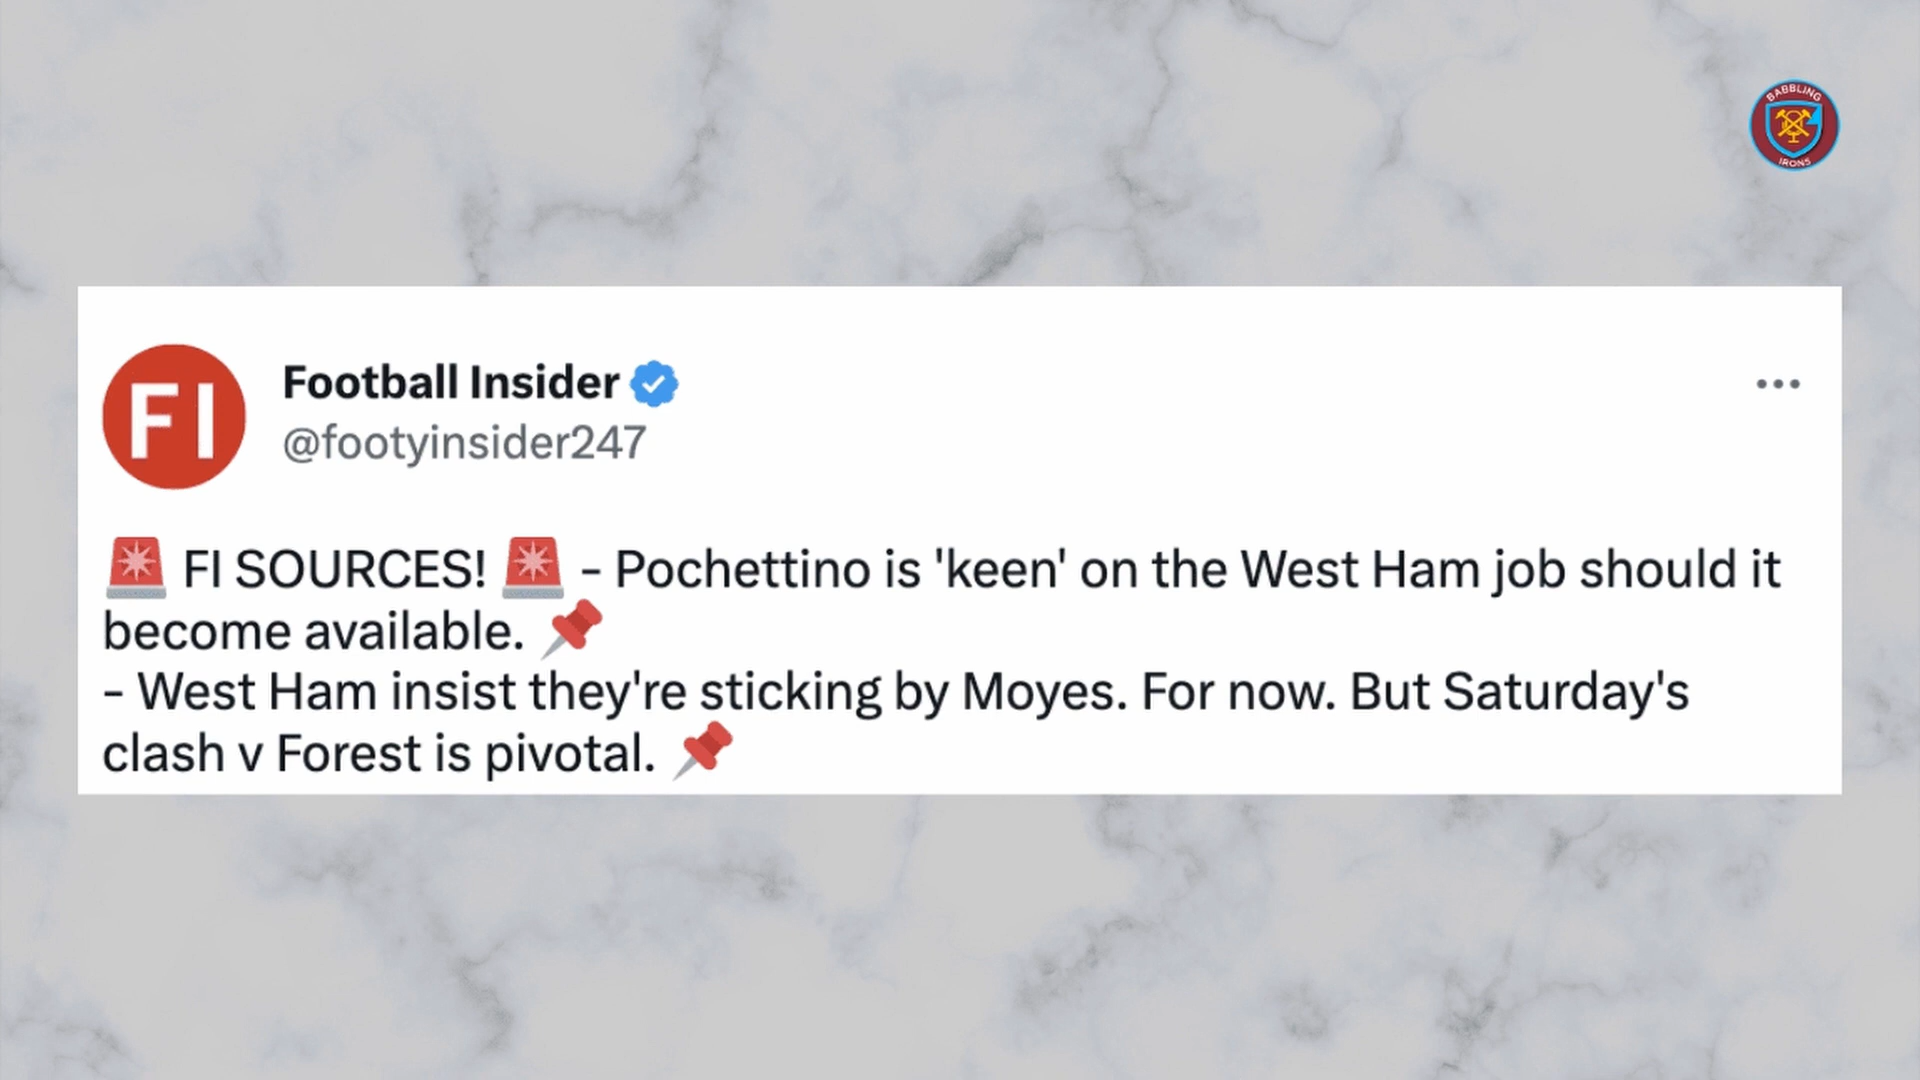 BABBLING
IRONS
FI
Football Insider
@footyinsider247
🚨 FI SOURCES! 🚨 - Pochettino is 'keen' on the West Ham job should it
become available. 📌
- West Ham insist they're sticking by Moyes. For now. But Saturday's
clash v Forest is pivotal. 📌